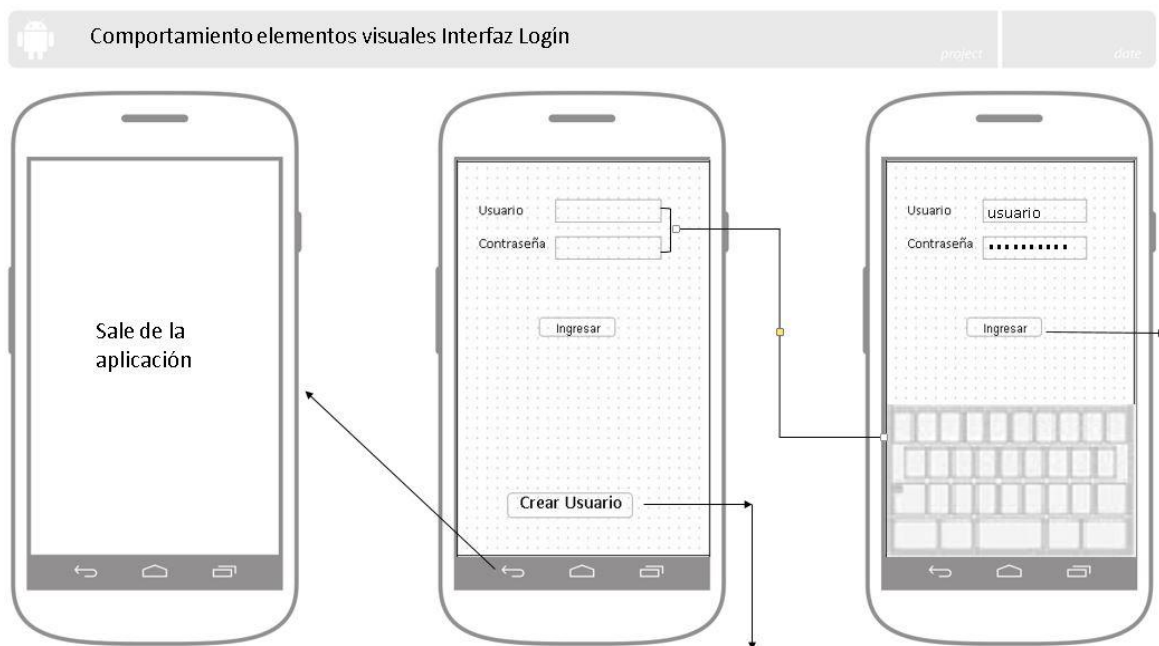 Comportamiento elementos visuales Interfaz Logín
project
date
Sale de la
aplicación
Usuario
Contraseña
Ingresar
Crear Usuario
Usuario usuario
Contraseña ••••••••••
Ingresar